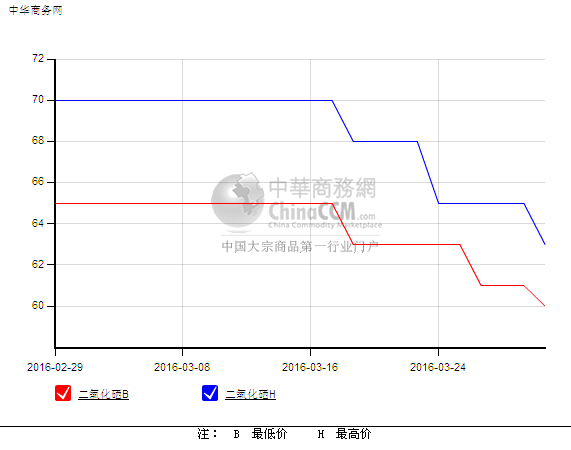 中华商务网
72
70
68
66
64
62
60
中華商務網
ChinaCCM.com
China Commodity Marketplace
中国大宗商品第一行业门户
2016-02-29 2016-03-08 2016-03-16 2016-03-24
二氧化硒B 二氧化硒H
注： B 最低价 H 最高价